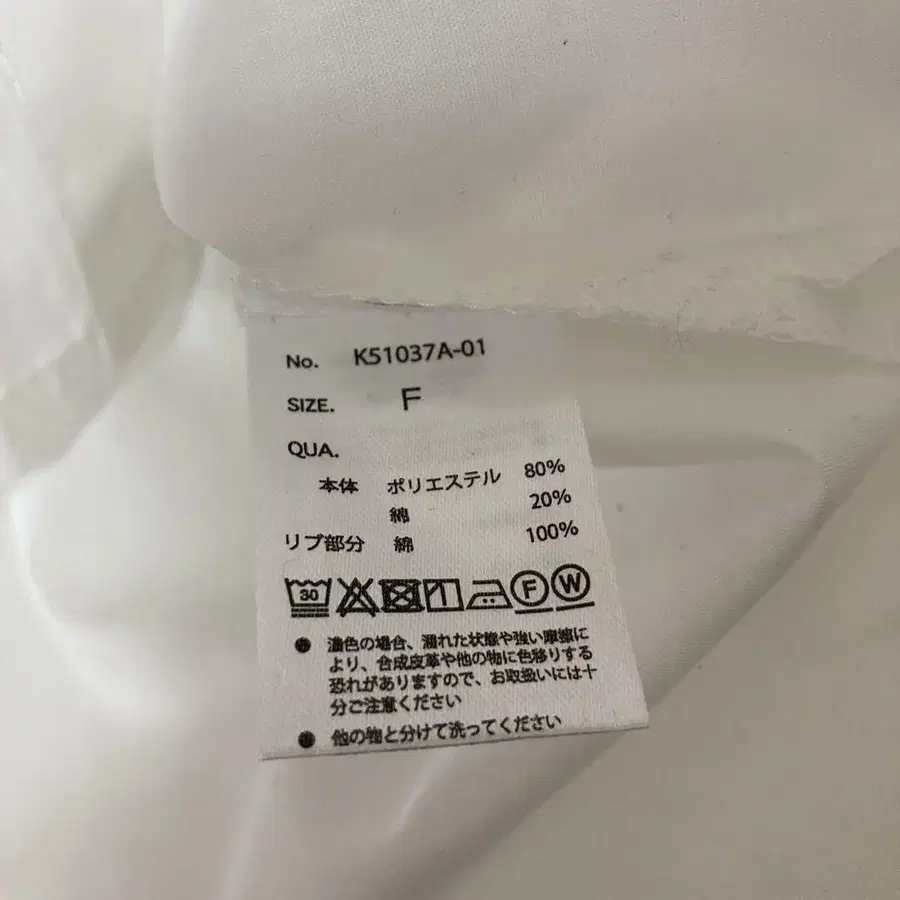 No. K51037A-01
SIZE. F
QUA.
本体 ポリエステル 80%
綿 20%
リブ部分 綿 100%
30 F W
● 濃色の場合、濡れた状態や強い摩擦に
より、合成皮革や他の物に色移りする
恐れがありますので、お取扱いには十
分ご注意ください
● 他の物と分けて洗ってください